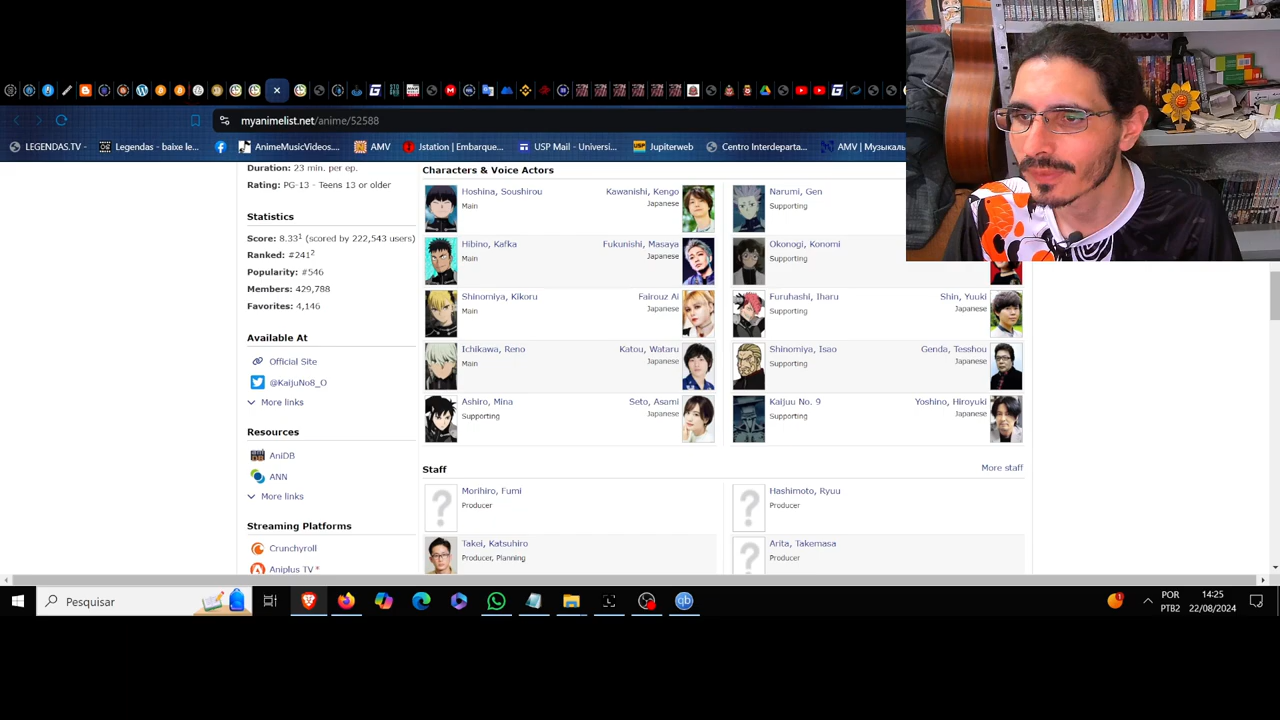 myanimelist.net/anime/52588
LEGENDAS.TV -
Legendas - baixe le...
AnimeMusicVideos....
AMV
Jstation | Embarque...
USP Mail - Universi...
Jupiterweb
Centro Interdeparta...
AMV | Музыкаль
Duration: 23 min. per ep.
Rating: PG-13 - Teens 13 or older
Statistics
Score: 8.33¹ (scored by 222,543 users)
Ranked: #241²
Popularity: #546
Members: 429,788
Favorites: 4,146
Available At
Official Site
@KaijuNo8_O
More links
Resources
AniDB
ANN
More links
Streaming Platforms
Crunchyroll
Aniplus TV *
Characters & Voice Actors
Hoshina, Soushirou Kawanishi, Kengo
Main Japanese
Hibino, Kafka Fukunishi, Masaya
Main Japanese
Shinomiya, Kikoru Fairouz Ai
Main Japanese
Ichikawa, Reno Katou, Wataru
Main Japanese
Ashiro, Mina Seto, Asami
Supporting Japanese
Narumi, Gen
Supporting
Okonogi, Konomi
Supporting
Furuhashi, Iharu Shin, Yuuki
Supporting Japanese
Shinomiya, Isao Genda, Tesshou
Supporting Japanese
Kaijuu No. 9 Yoshino, Hiroyuki
Supporting Japanese
Staff More staff
Morihiro, Fumi
Producer
Hashimoto, Ryuu
Producer
Takei, Katsuhiro
Producer, Planning
Arita, Takemasa
Producer
Pesquisar
POR
PTB2
14:25
22/08/2024